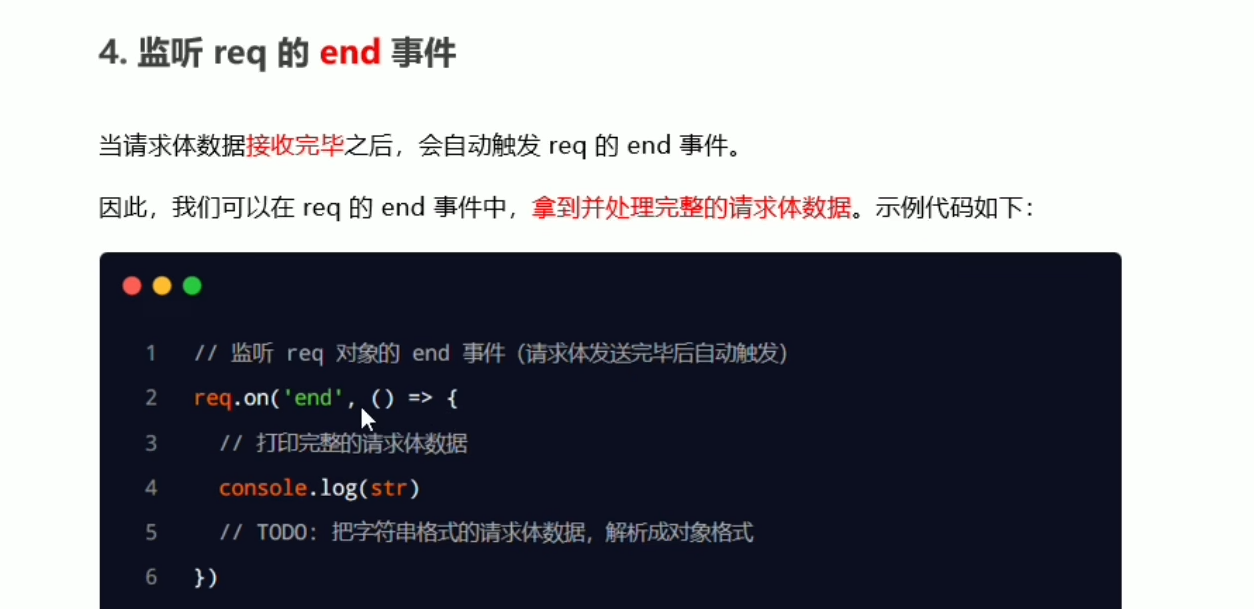 4. 监听 req 的 end 事件
当请求体数据接收完毕之后，会自动触发 req 的 end 事件。
因此，我们可以在 req 的 end 事件中，拿到并处理完整的请求体数据。示例代码如下：
1 // 监听 req 对象的 end 事件（请求体发送完毕后自动触发）
2 req.on('end', () => {
3 // 打印完整的请求体数据
4 console.log(str)
5 // TODO: 把字符串格式的请求体数据，解析成对象格式
6 })